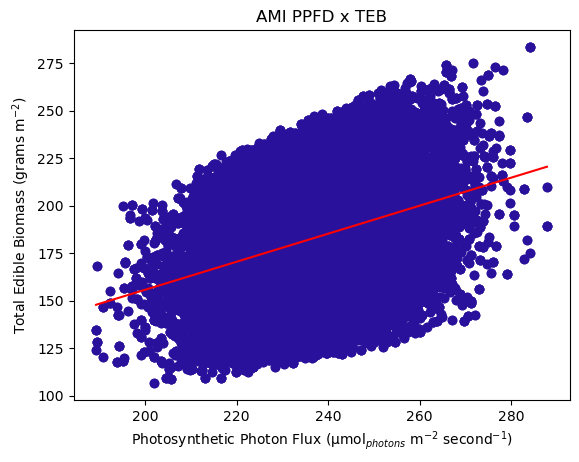 AMI PPFD x TEB
275
250
225
200
175
150
125
100
Total Edible Biomass (grams m⁻²)
200 220 240 260 280
Photosynthetic Photon Flux (μmolₚₕₒₜₒₙₛ m⁻² second⁻¹)